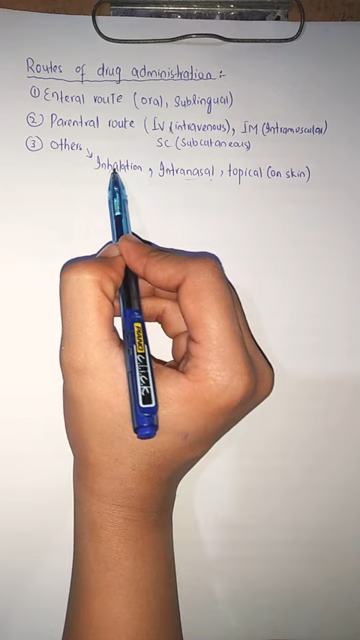 Routes of drug administration :-
① Enteral route (oral, Sublingual)
② Parentral route (IV (intravenous), IM (Intramuscular)
SC (Subcutaneous)
③ Others
Inhalation, Intranasal, topical (on skin)
CLICK